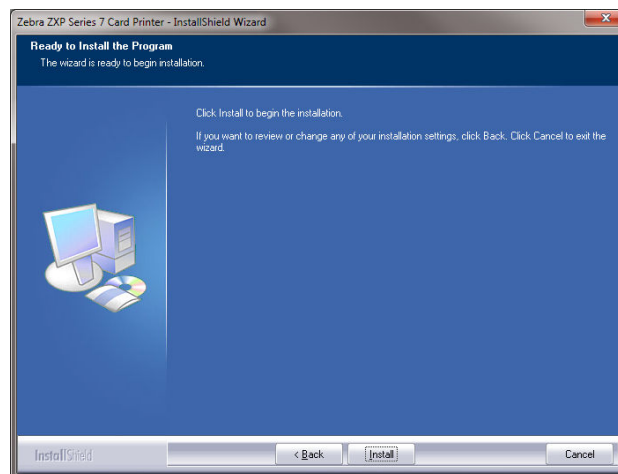 Zebra ZXP Series 7 Card Printer - InstallShield Wizard
Ready to Install the Program
The wizard is ready to begin installation.
Click Install to begin the installation.
If you want to review or change any of your installation settings, click Back. Click Cancel to exit the
wizard.
InstallShield
< Back
Install
Cancel